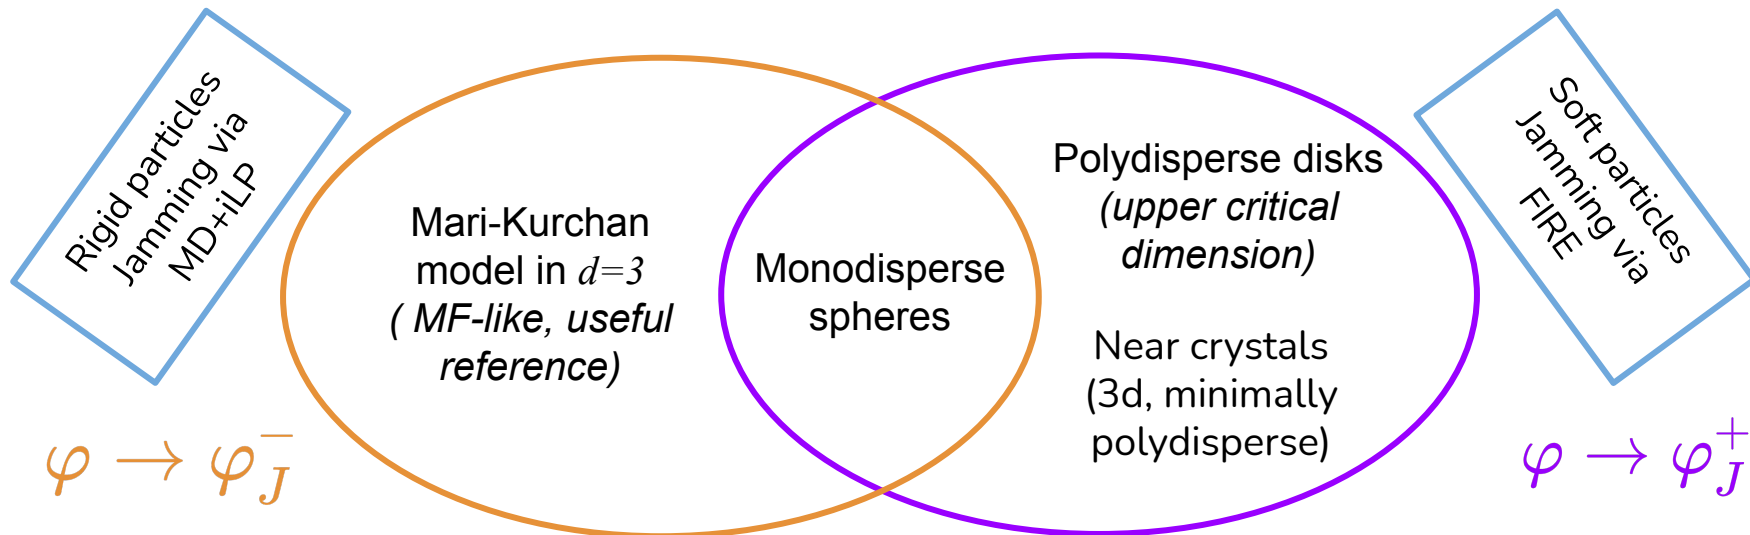 Rigid particles
Jamming via
MD+iLP
φ → φ_J^-
Mari-Kurchan
model in d=3
( MF-like, useful
reference)
Monodisperse
spheres
Polydisperse disks
(upper critical
dimension)
Near crystals
(3d, minimally
polydisperse)
Soft particles
Jamming via
FIRE
φ → φ_J^+